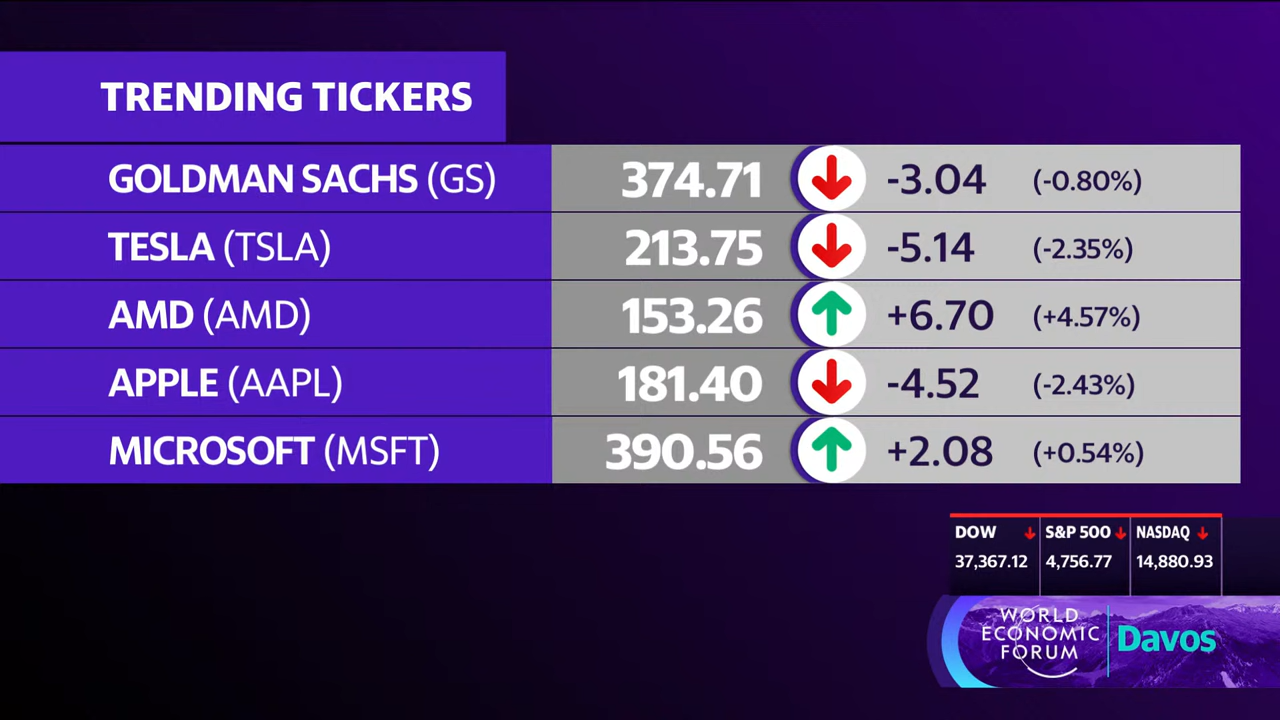 TRENDING TICKERS
GOLDMAN SACHS (GS) 374.71 -3.04 (-0.80%)
TESLA (TSLA) 213.75 -5.14 (-2.35%)
AMD (AMD) 153.26 +6.70 (+4.57%)
APPLE (AAPL) 181.40 -4.52 (-2.43%)
MICROSOFT (MSFT) 390.56 +2.08 (+0.54%)
DOW S&P 500 NASDAQ
37,367.12 4,756.77 14,880.93
WORLD
ECONOMIC
FORUM
Davos